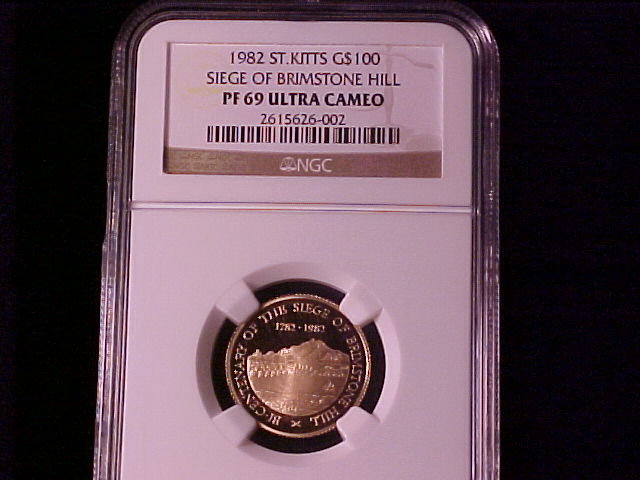 1982 ST.KITTS G$100
SIEGE OF BRIMSTONE HILL
PF 69 ULTRA CAMEO
2615626-002
NGC
BI-CENTENARY OF THE SIEGE OF BRIMSTONE HILL
1782 · 1982